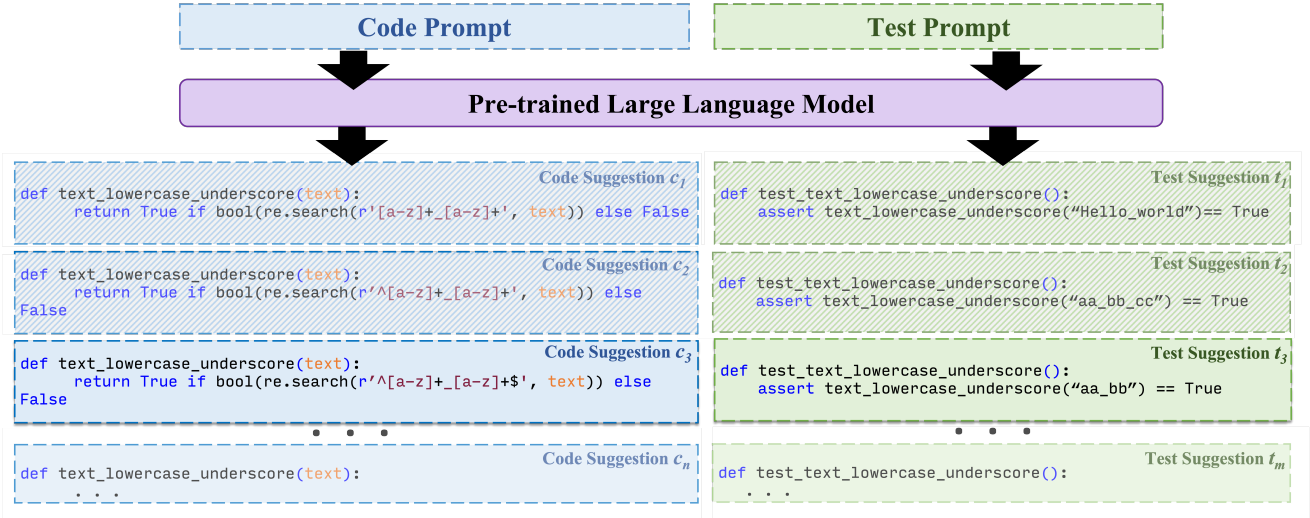 Code Prompt
Test Prompt
Pre-trained Large Language Model
Code Suggestion c1
def text_lowercase_underscore(text):
return True if bool(re.search(r'[a-z]+_[a-z]+', text)) else False
Code Suggestion c2
def text_lowercase_underscore(text):
return True if bool(re.search(r’^[a-z]+_[a-z]+', text)) else
False
Code Suggestion c3
def text_lowercase_underscore(text):
return True if bool(re.search(r’^[a-z]+_[a-z]+$', text)) else
False
. . .
Code Suggestion cn
def text_lowercase_underscore(text):
. . .
Test Suggestion t1
def test_text_lowercase_underscore():
assert text_lowercase_underscore(“Hello_world”)== True
Test Suggestion t2
def test_text_lowercase_underscore():
assert text_lowercase_underscore(“aa_bb_cc”) == True
Test Suggestion t3
def test_text_lowercase_underscore():
assert text_lowercase_underscore(“aa_bb”) == True
. . .
Test Suggestion tm
def test_text_lowercase_underscore():
. . .